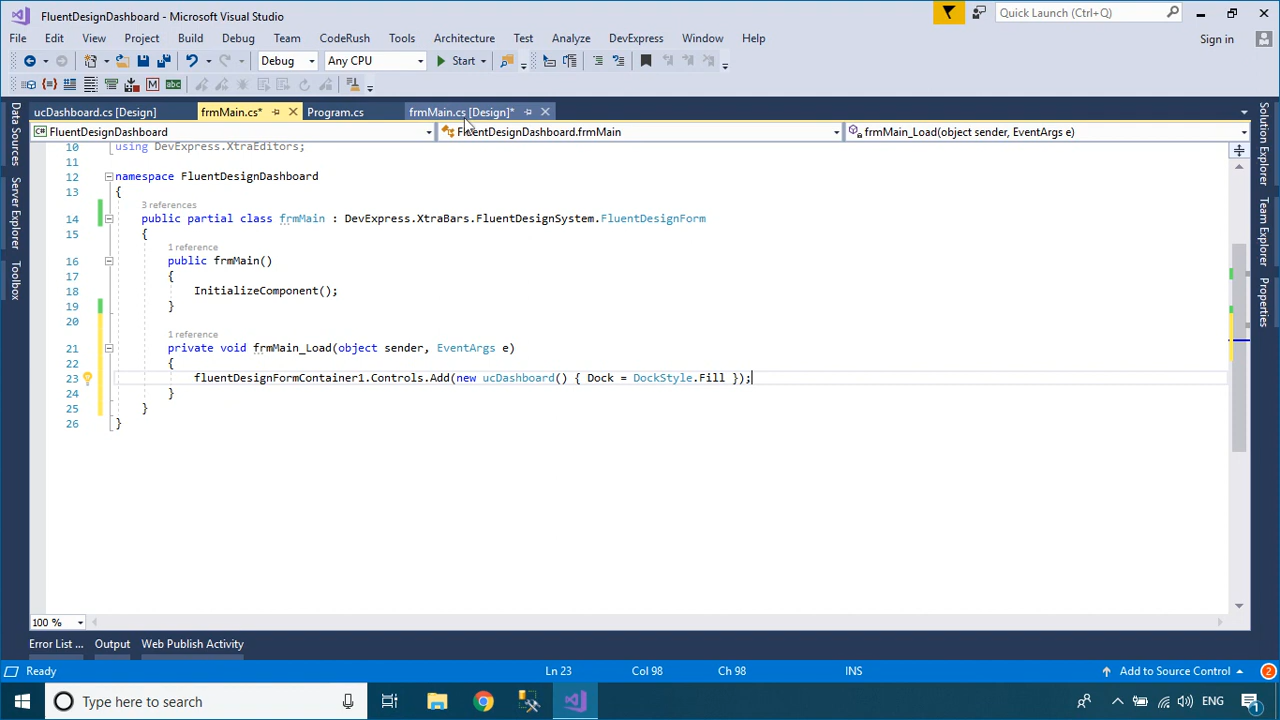 FluentDesignDashboard - Microsoft Visual Studio
Quick Launch (Ctrl+Q)
File Edit View Project Build Debug Team CodeRush Tools Architecture Test Analyze DevExpress Window Help
Sign in
Debug Any CPU Start
abc
ucDashboard.cs [Design] frmMain.cs* Program.cs frmMain.cs [Design]*
FluentDesignDashboard FluentDesignDashboard.frmMain frmMain_Load(object sender, EventArgs e)
Data Sources
Server Explorer
Toolbox
Solution Explorer
Team Explorer
Properties
10 using DevExpress.XtraEditors;
11
12 namespace FluentDesignDashboard
13 {
3 references
14 public partial class frmMain : DevExpress.XtraBars.FluentDesignSystem.FluentDesignForm
15 {
1 reference
16 public frmMain()
17 {
18 InitializeComponent();
19 }
20
1 reference
21 private void frmMain_Load(object sender, EventArgs e)
22 {
23 fluentDesignFormContainer1.Controls.Add(new ucDashboard() { Dock = DockStyle.Fill });
24 }
25 }
26 }
100 %
Error List ... Output Web Publish Activity
Ready Ln 23 Col 98 Ch 98 INS Add to Source Control 2
Type here to search ENG 1